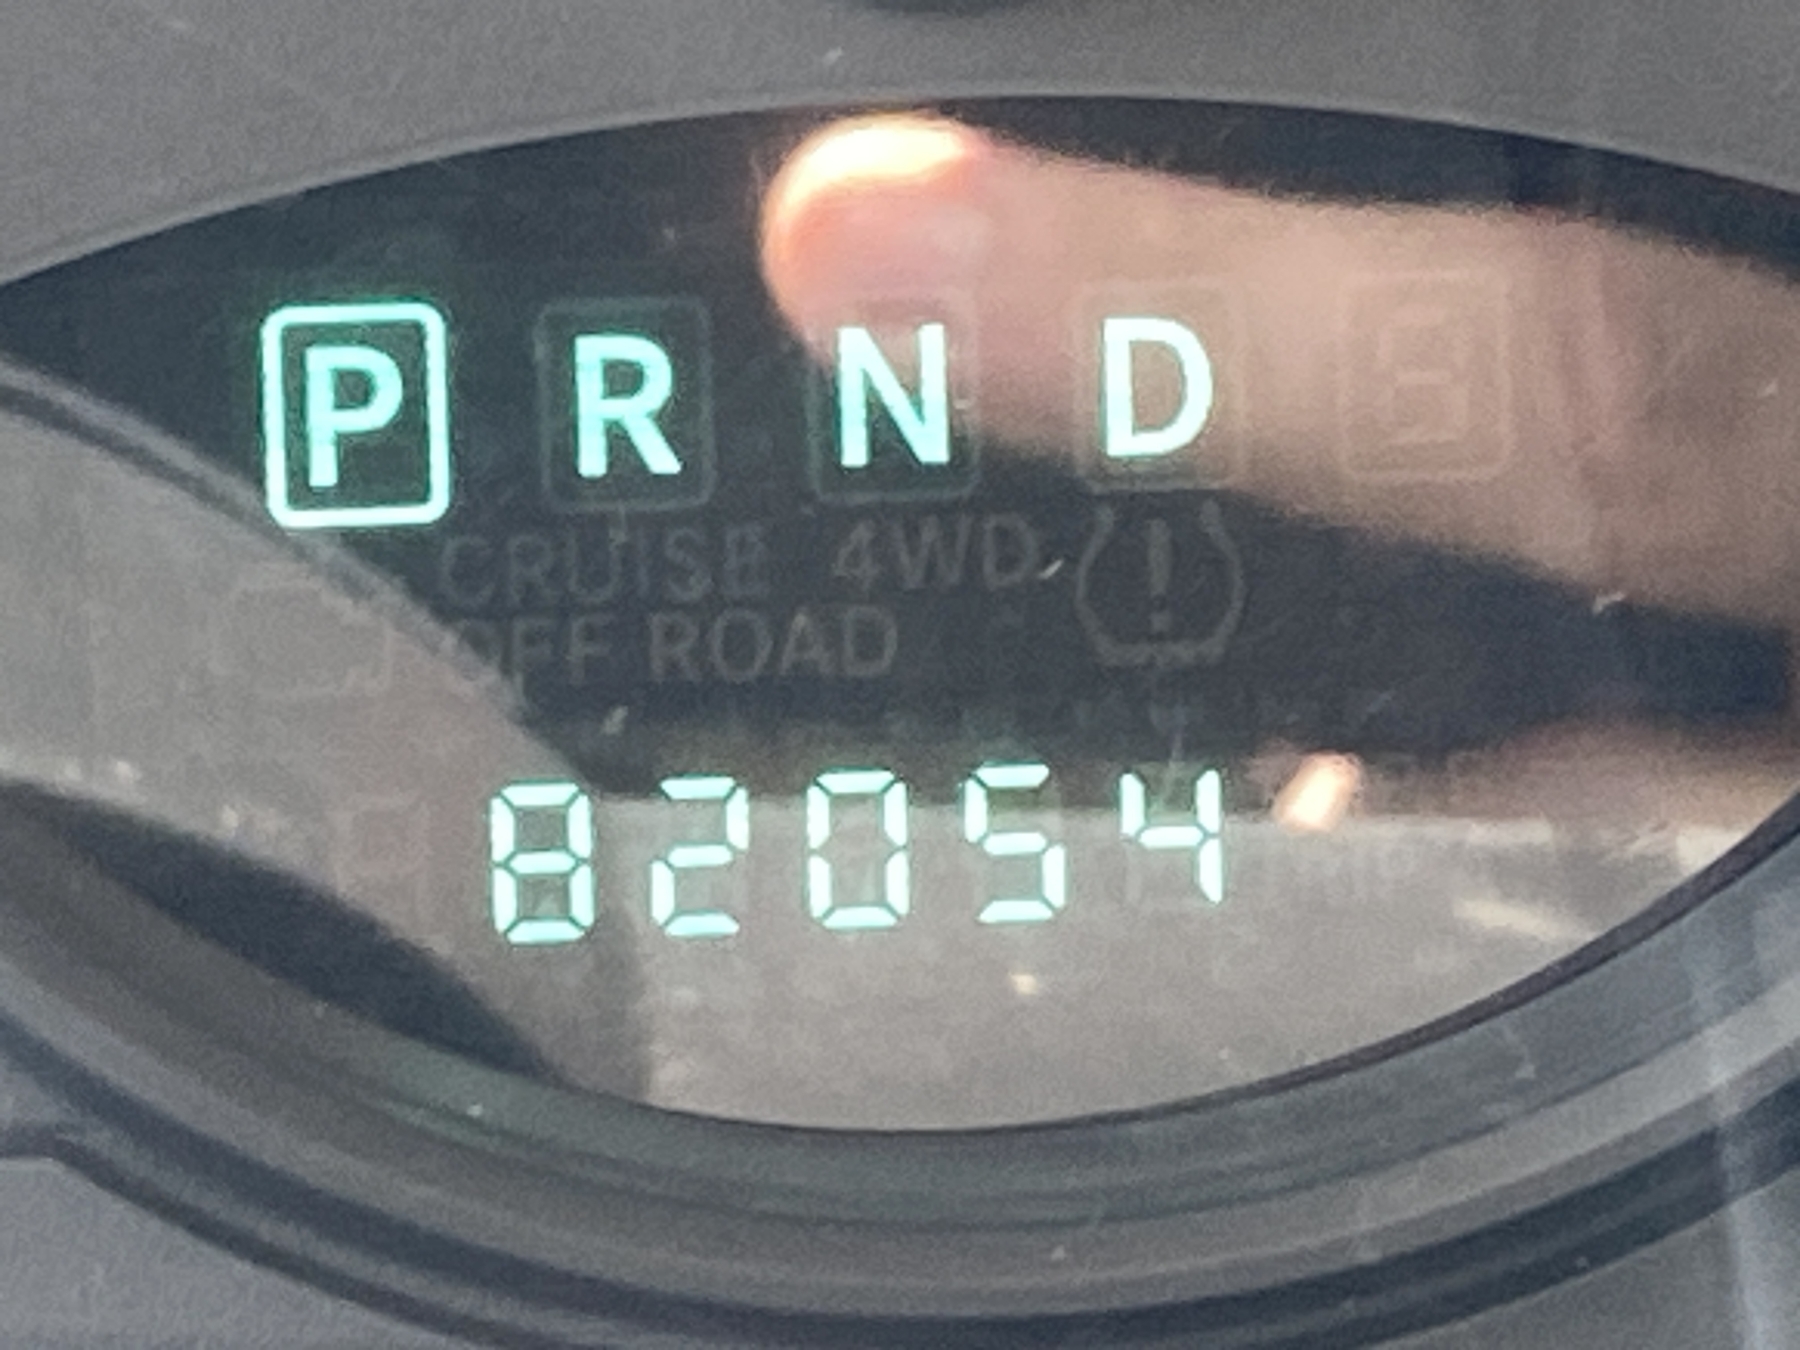 P R N D
CRUISE 4WD
OFF ROAD
82054